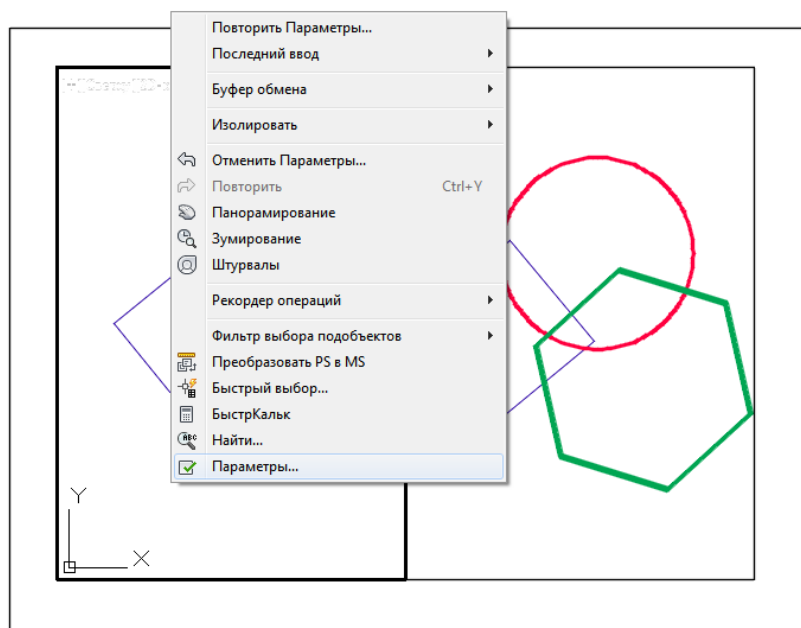 Повторить Параметры...
Последний ввод
Буфер обмена
Изолировать
Отменить Параметры...
Повторить Ctrl+Y
Панорамирование
Зумирование
Штурвалы
Рекордер операций
Фильтр выбора подобъектов
Преобразовать PS в MS
Быстрый выбор...
БыстрКальк
Найти...
Параметры...
Y
X